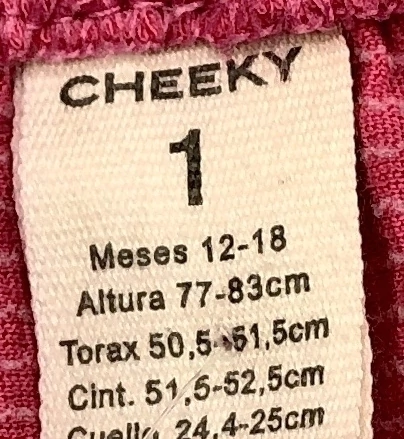 CHEEKY
1
Meses 12-18
Altura 77-83cm
Torax 50,5-51,5cm
Cint. 51,5-52,5cm
Cuello 24,4-25cm